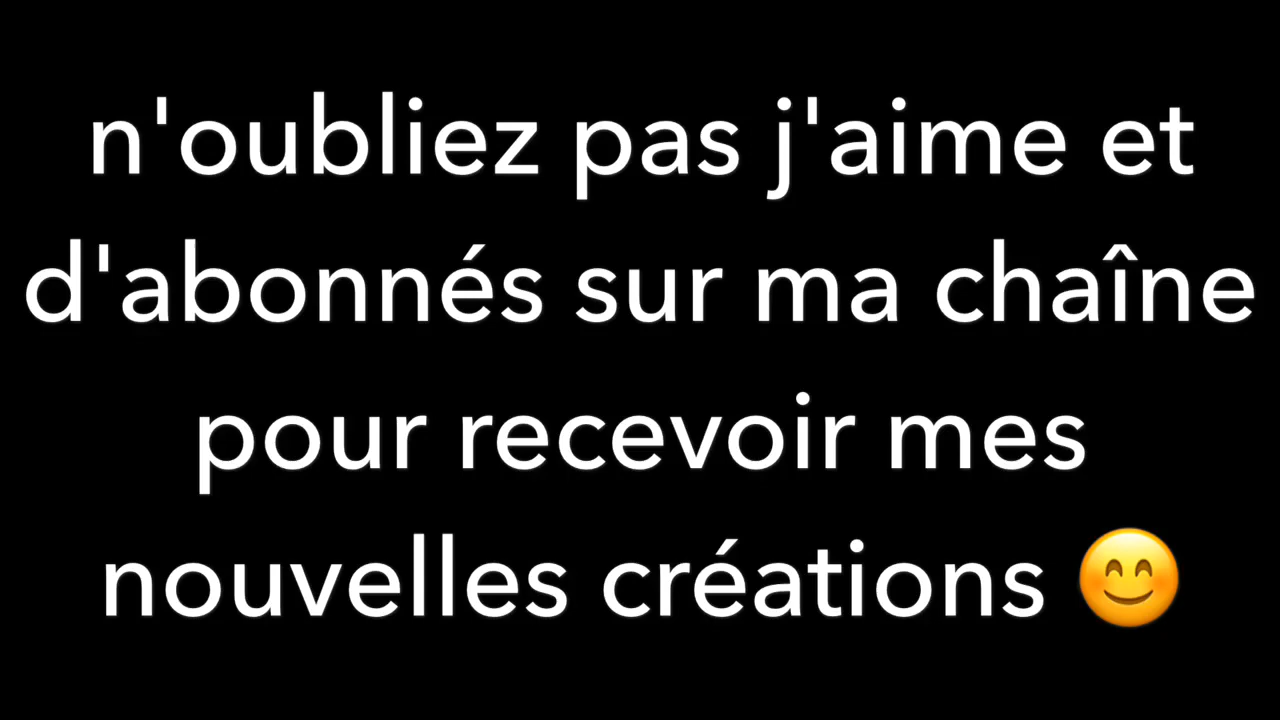 n'oubliez pas j'aime et
d'abonnés sur ma chaîne
pour recevoir mes
nouvelles créations 😊